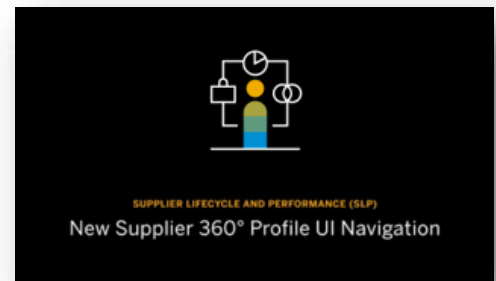 SUPPLIER LIFECYCLE AND PERFORMANCE (SLP)
New Supplier 360° Profile UI Navigation